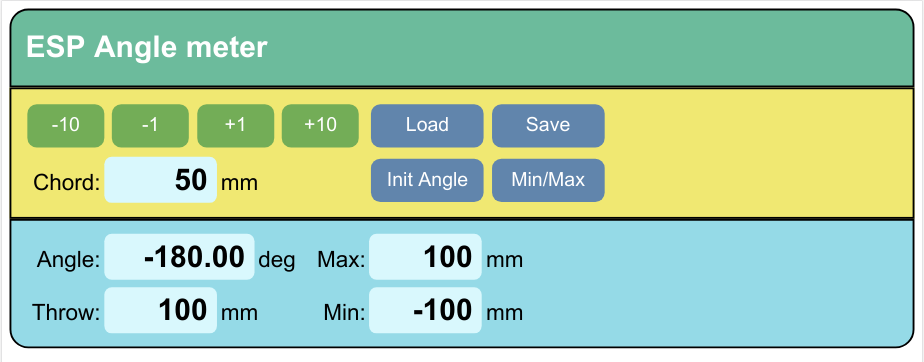 ESP Angle meter
-10 -1 +1 +10 Load Save
Chord: 50 mm Init Angle Min/Max
Angle: -180.00 deg Max: 100 mm
Throw: 100 mm Min: -100 mm